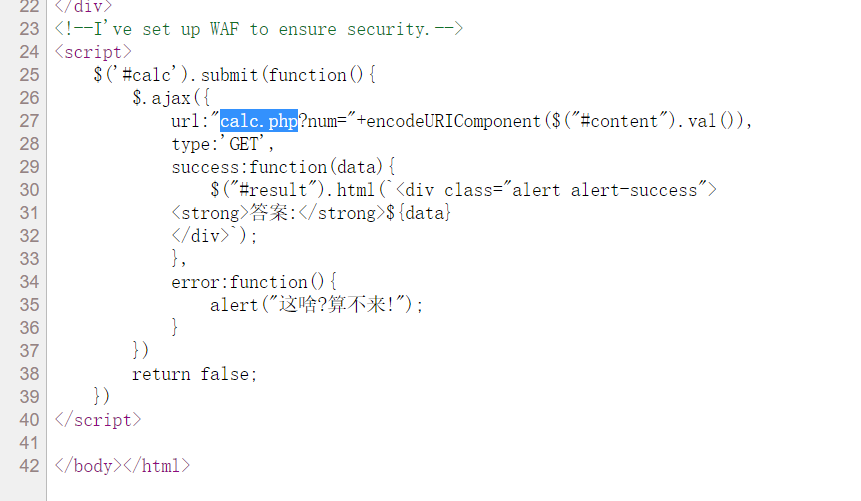 22 </div>
23 <!--I've set up WAF to ensure security.-->
24 <script>
25     $('#calc').submit(function(){
26         $.ajax({
27             url:"calc.php?num="+encodeURIComponent($("#content").val()),
28             type:'GET',
29             success:function(data){
30                 $("#result").html(`<div class="alert alert-success">
31             <strong>答案:</strong>${data}
32             </div>`);
33             },
34             error:function(){
35                 alert("这啥?算不来!");
36             }
37         })
38         return false;
39     })
40 </script>
41
42 </body></html>